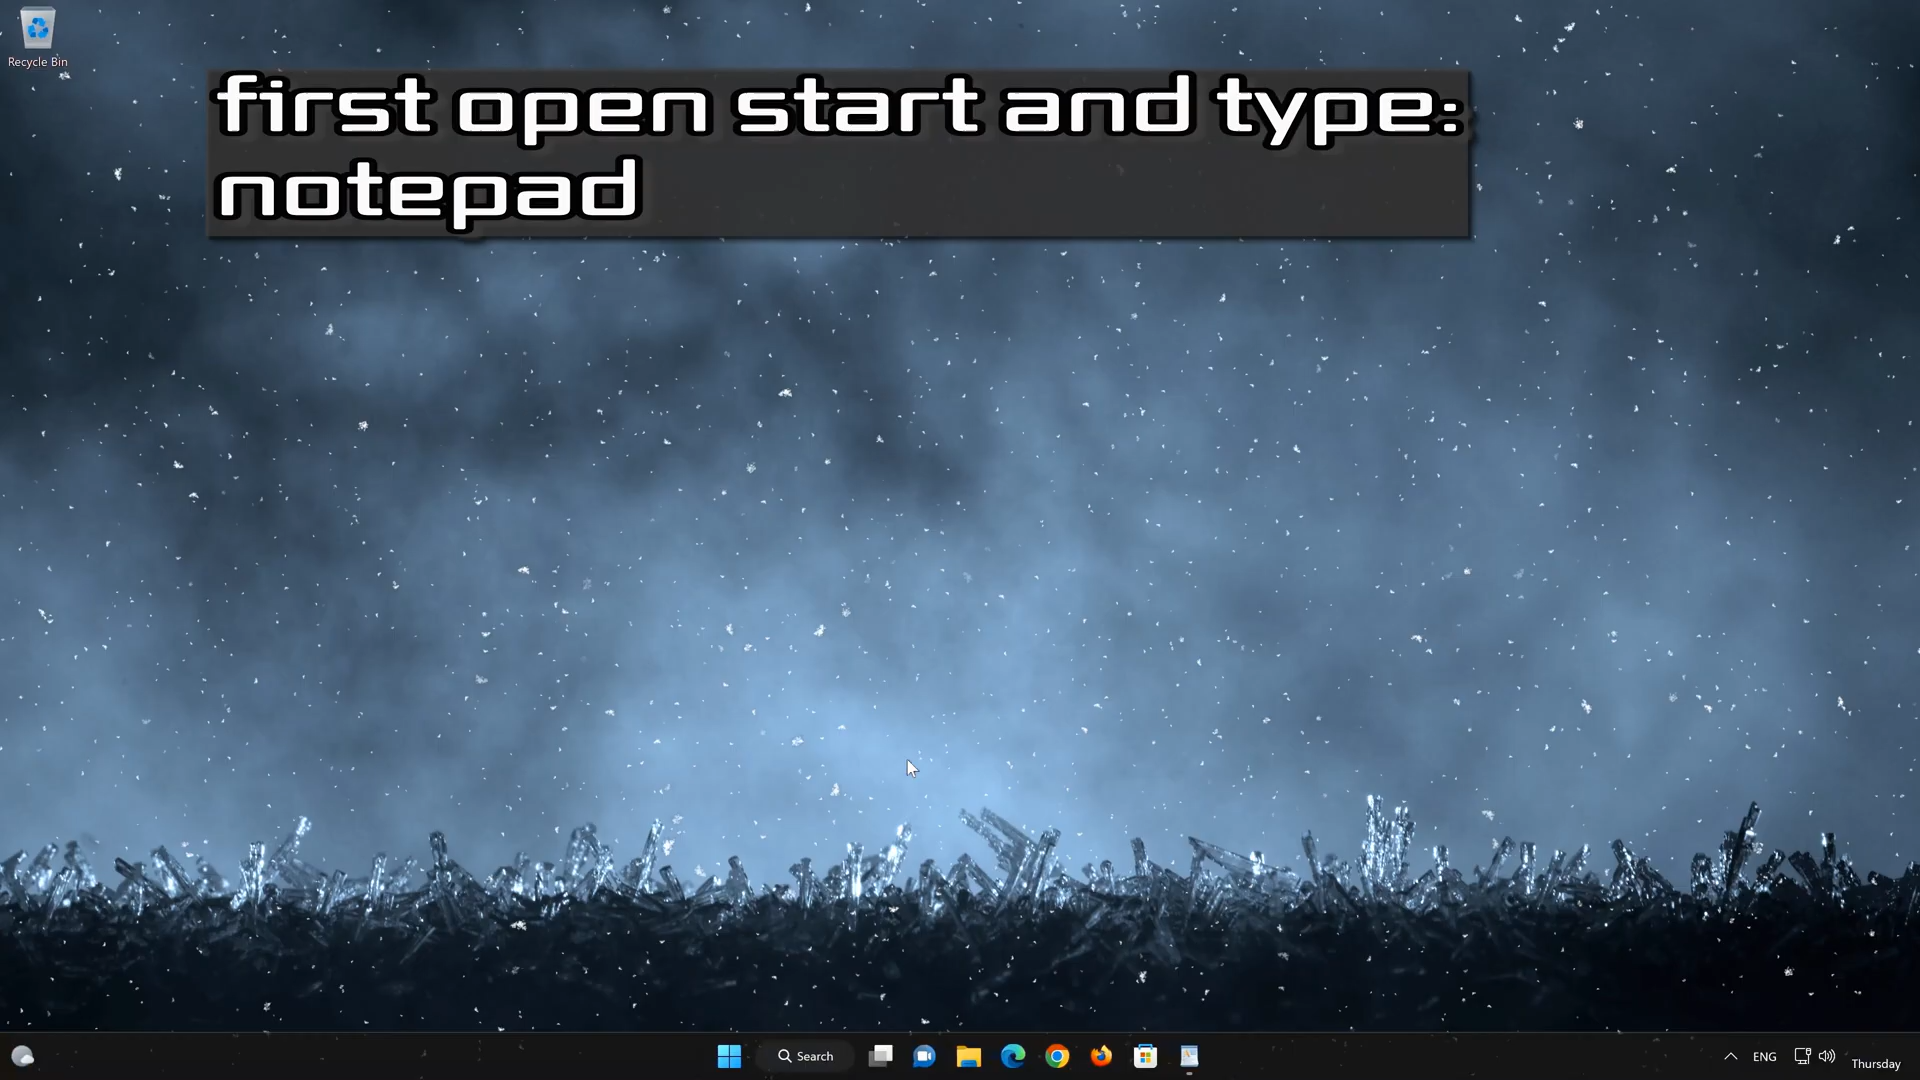 Recycle Bin
first open start and type:
notepad
Search
ENG
Thursday